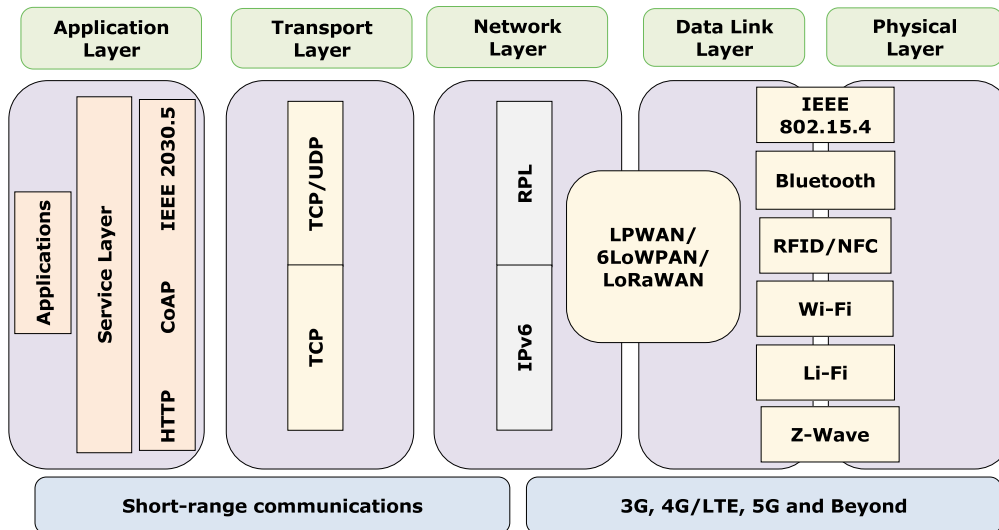 Application
Layer
Transport
Layer
Network
Layer
Data Link
Layer
Physical
Layer
Applications
Service Layer
IEEE 2030.5
CoAP
HTTP
TCP/UDP
TCP
RPL
IPv6
LPWAN/
6LoWPAN/
LoRaWAN
IEEE
802.15.4
Bluetooth
RFID/NFC
Wi-Fi
Li-Fi
Z-Wave
Short-range communications
3G, 4G/LTE, 5G and Beyond